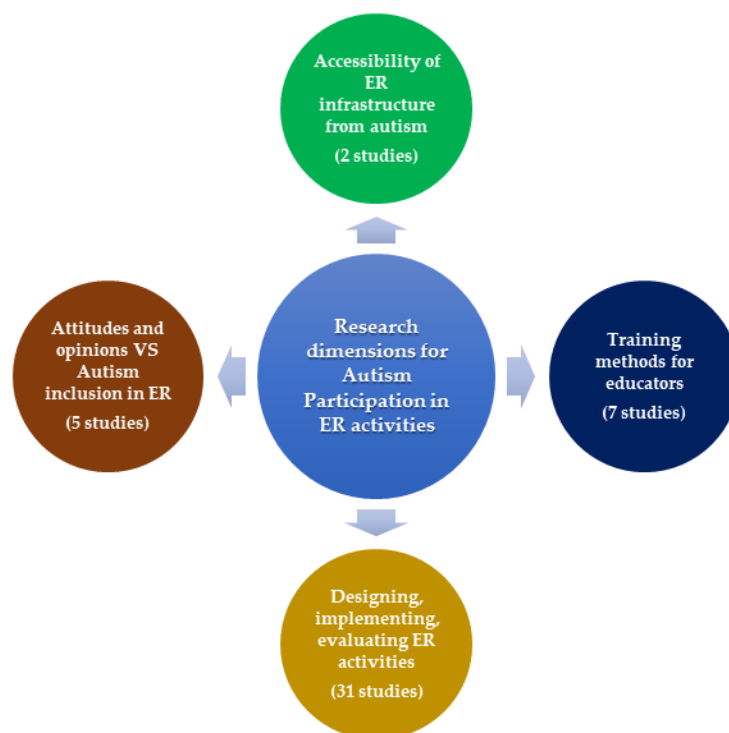 Accessibility of
ER
infrastructure
from autism
(2 studies)
Attitudes and
opinions VS
Autism
inclusion in ER
(5 studies)
Research
dimensions for
Autism
Participation in
ER activities
Training
methods for
educators
(7 studies)
Designing,
implementing,
evaluating ER
activities
(31 studies)